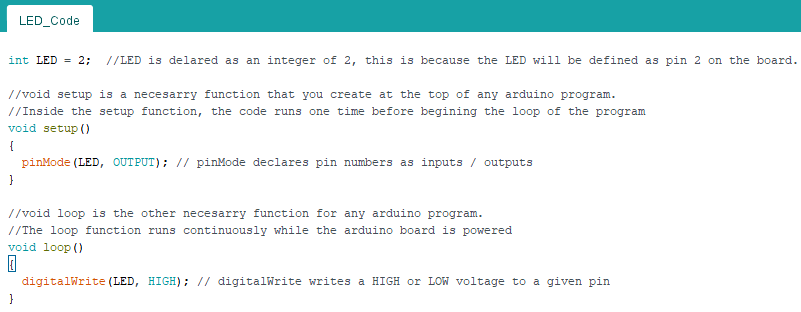 LED_Code
int LED = 2;  //LED is delared as an integer of 2, this is because the LED will be defined as pin 2 on the board.
//void setup is a necesarry function that you create at the top of any arduino program.
//Inside the setup function, the code runs one time before begining the loop of the program
void setup()
{
  pinMode(LED, OUTPUT); // pinMode declares pin numbers as inputs / outputs
}
//void loop is the other necesarry function for any arduino program.
//The loop function runs continuously while the arduino board is powered
void loop()
{
  digitalWrite(LED, HIGH); // digitalWrite writes a HIGH or LOW voltage to a given pin
}